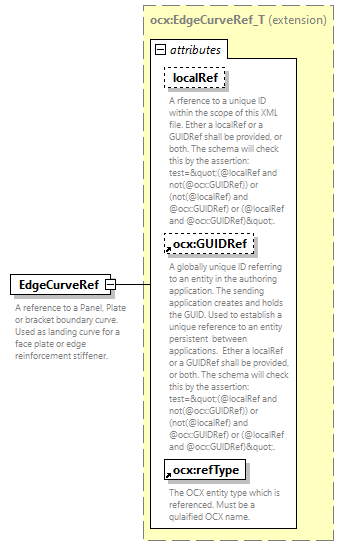 ocx:EdgeCurveRef_T (extension)
attributes
localRef
A rference to a unique ID
within the scope of this XML
file. Ether a localRef or a
GUIDRef shall be provided, or
both. The schema will check
this by the assertion:
test=&quot;(@localRef and
not(@ocx:GUIDRef)) or
(not(@localRef) and
@ocx:GUIDRef) or (@localRef
and @ocx:GUIDRef)&quot;.
ocx:GUIDRef
A globally unique ID referring
to an entity in the authoring
application. The sending
application creates and holds
the GUID. Used to establish a
unique reference to an entity
persistent between
applications. Ether a localRef
or a GUIDRef shall be provided,
or both. The schema will check
this by the assertion:
test=&quot;(@localRef and
not(@ocx:GUIDRef)) or
(not(@localRef) and
@ocx:GUIDRef) or (@localRef
and @ocx:GUIDRef)&quot;.
EdgeCurveRef
A reference to a Panel, Plate
or bracket boundary curve.
Used as landing curve for a
face plate or edge
reinforcement stiffener.
ocx:refType
The OCX entity type which is
referenced. Must be a
qulaified OCX name.